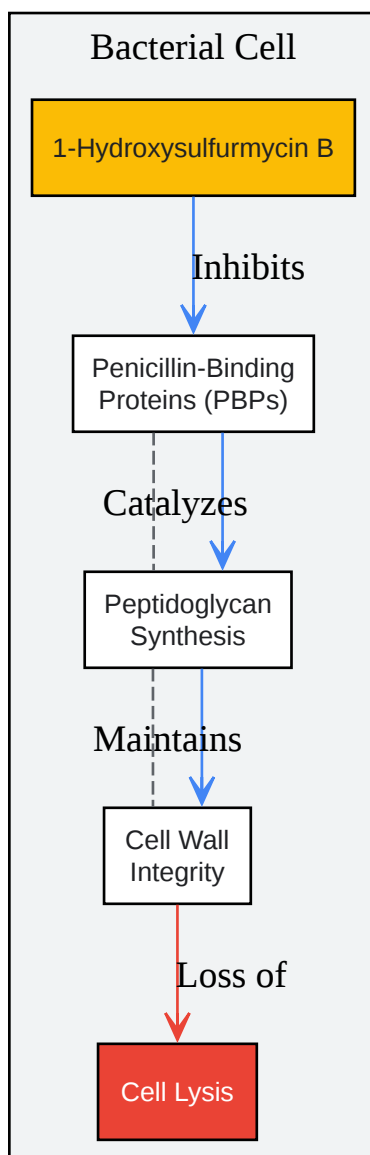 Bacterial Cell
1-Hydroxysulfurmycin B
Inhibits
Penicillin-Binding
Proteins (PBPs)
Catalyzes
Peptidoglycan
Synthesis
Maintains
Cell Wall
Integrity
Loss of
Cell Lysis